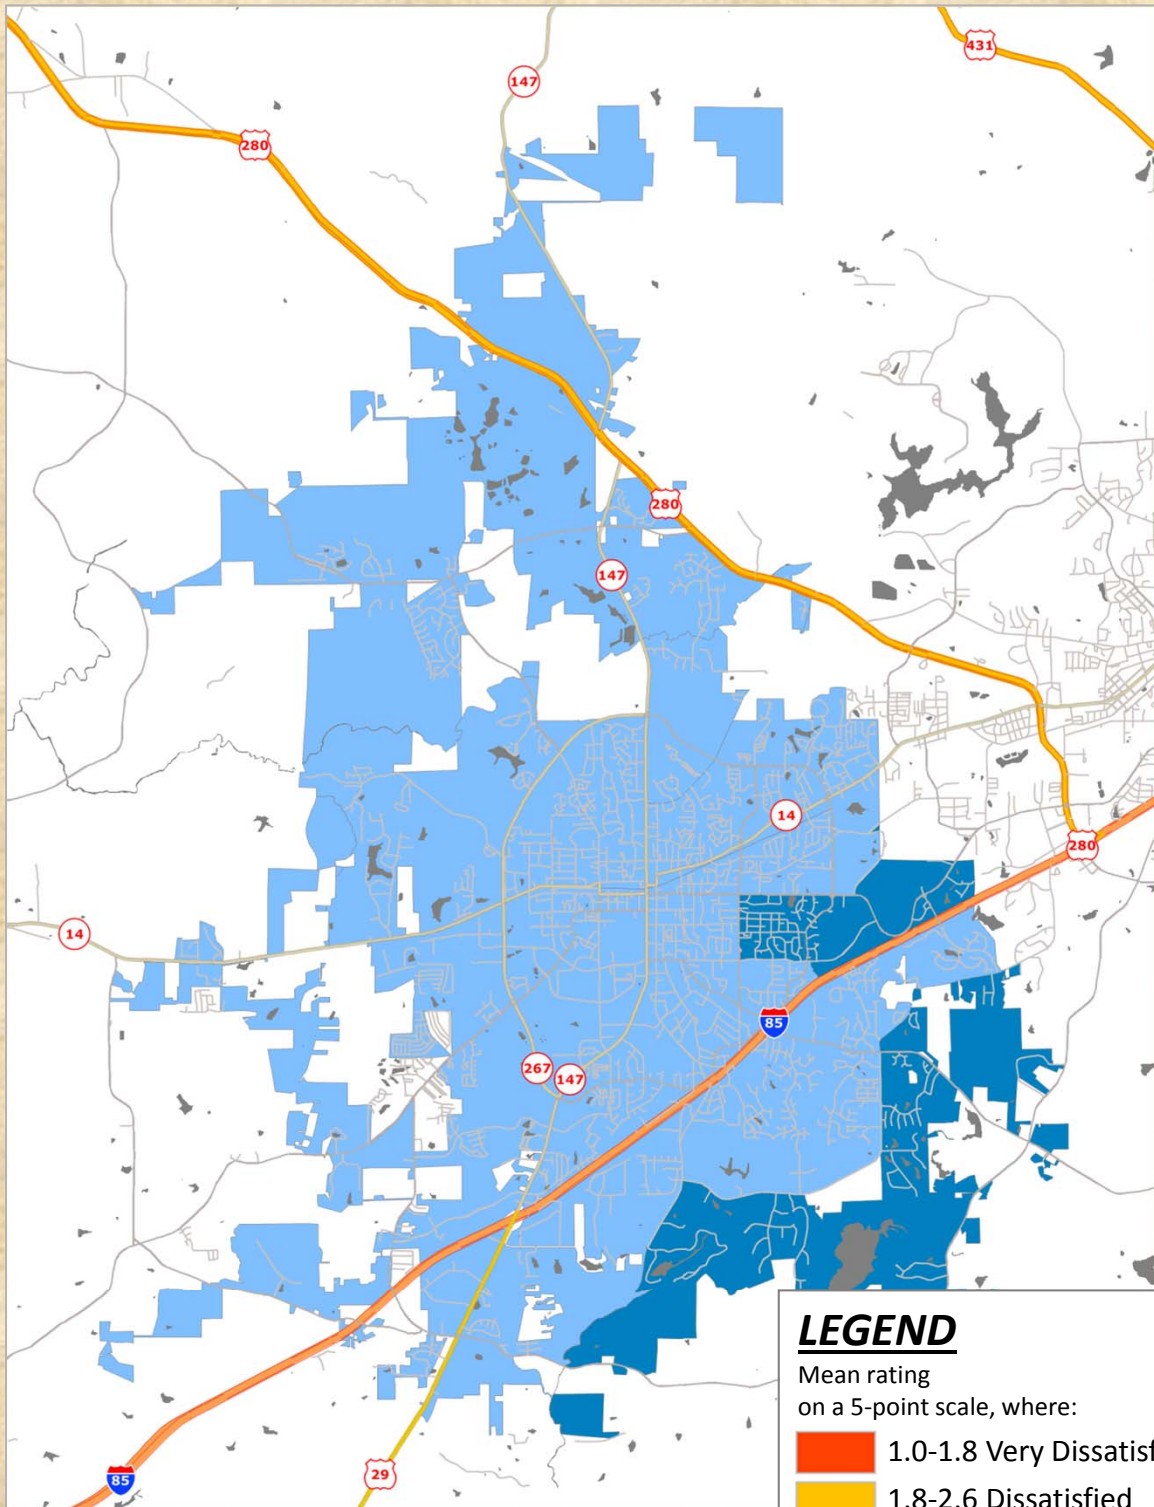 147
431
280
280
147
14
280
14
85
267
147
85
29
LEGEND
Mean rating
on a 5-point scale, where:
1.0-1.8 Very Dissatisf
1.8-2.6 Dissatisfied